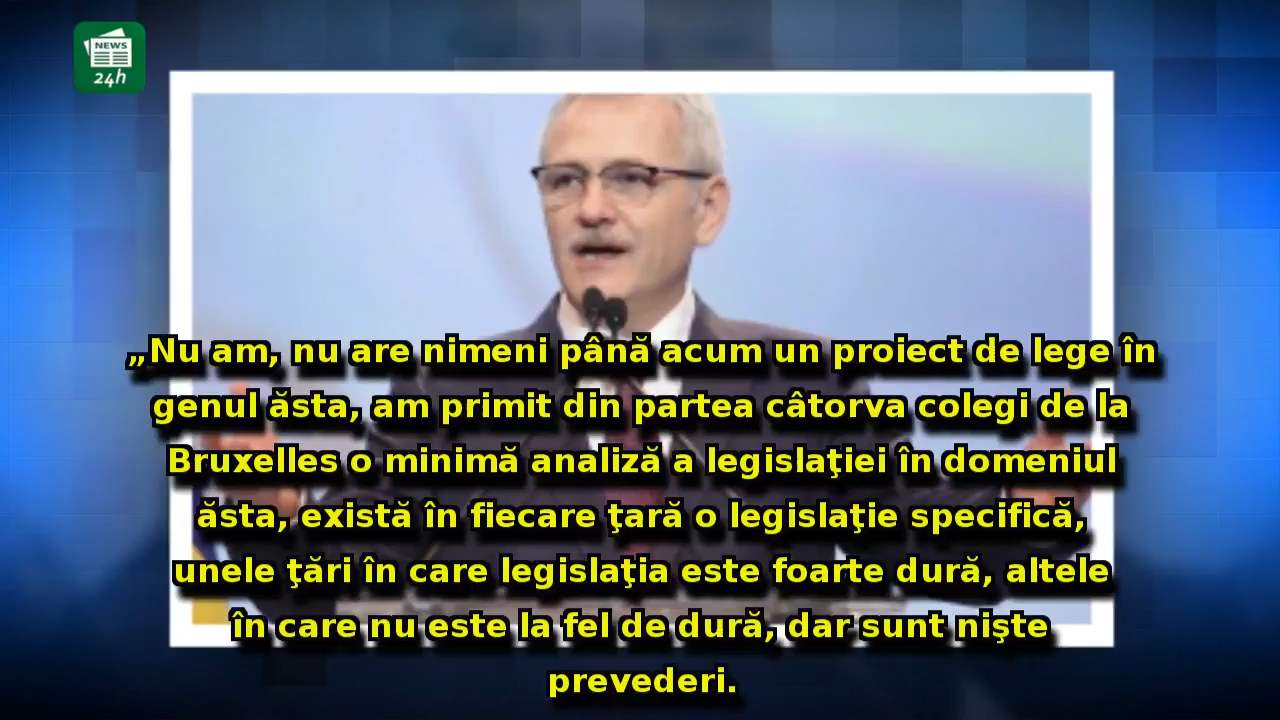 NEWS
24h
„Nu am, nu are nimeni până acum un proiect de lege în
genul ăsta, am primit din partea câtorva colegi de la
Bruxelles o minimă analiză a legislaţiei în domeniul
ăsta, există în fiecare ţară o legislaţie specifică,
unele ţări în care legislaţia este foarte dură, altele
în care nu este la fel de dură, dar sunt nişte
prevederi.